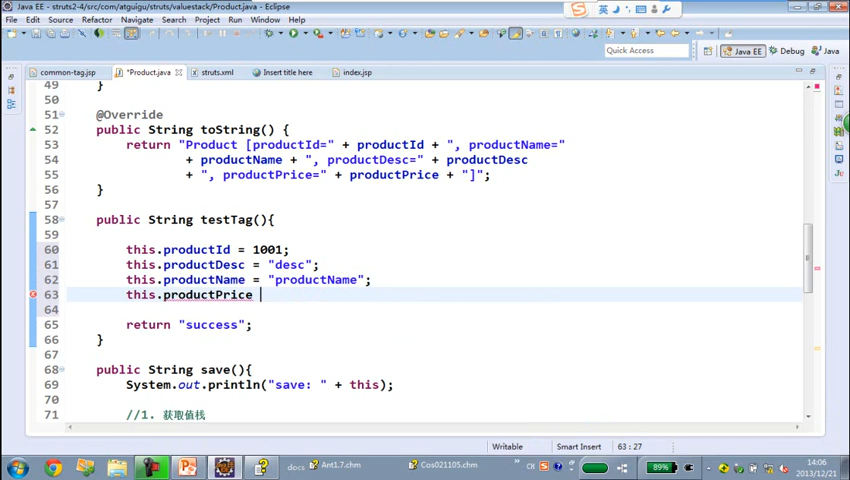 Java EE - struts2-4/src/com/atguigu/struts/valuestack/Product.java - Eclipse
英
File Edit Source Refactor Navigate Search Project Run Window Help
Quick Access
Java EE Debug Java
common-tag.jsp *Product.java struts.xml Insert title here index.jsp
49 }
50
51 @Override
52 public String toString() {
53 return "Product [productId=" + productId + ", productName="
54 + productName + ", productDesc=" + productDesc
55 + ", productPrice=" + productPrice + "]";
56 }
57
58 public String testTag(){
59
60 this.productId = 1001;
61 this.productDesc = "desc";
62 this.productName = "productName";
63 this.productPrice
64
65 return "success";
66 }
67
68 public String save(){
69 System.out.println("save: " + this);
70
71 //1. 获取值栈
Writable Smart Insert 63 : 27
docs Ant1.7.chm Cos021105.chm » CH 89% 14:06
2013/12/21